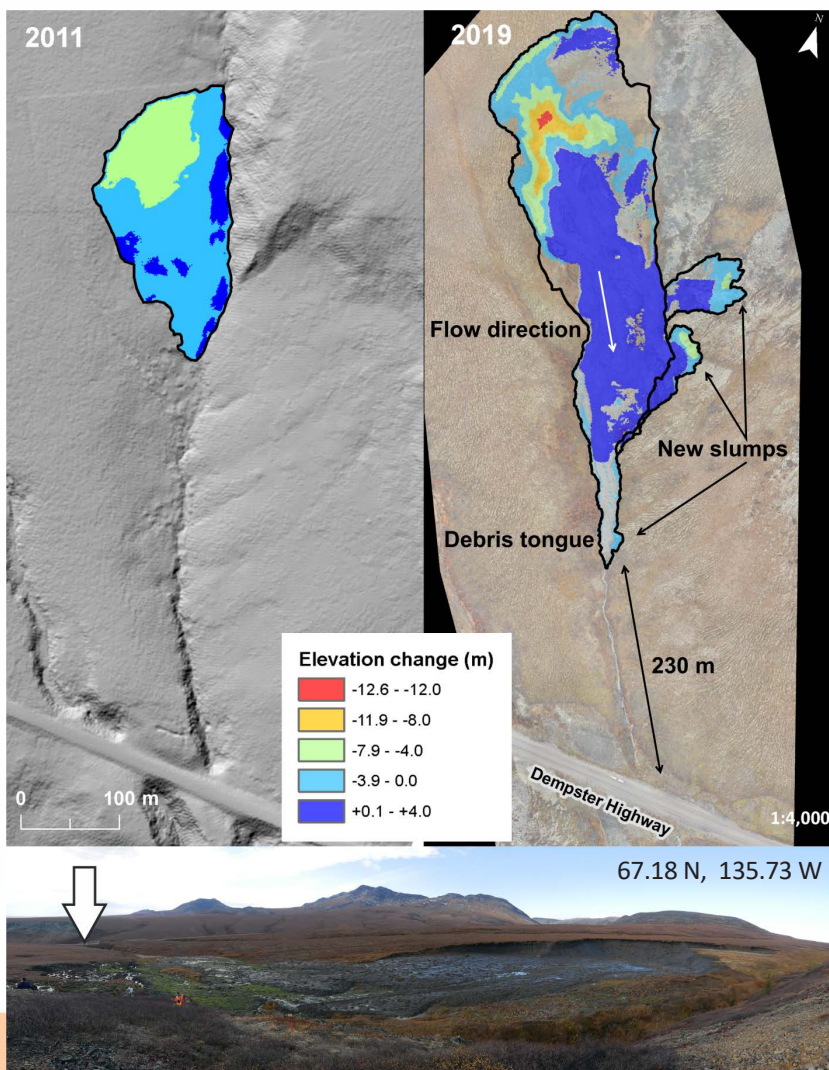 2011
2019
N
Flow direction
New slumps
Debris tongue
230 m
Elevation change (m)
-12.6 - -12.0
-11.9 - -8.0
-7.9 - -4.0
-3.9 - 0.0
+0.1 - +4.0
0 100 m
Dempster Highway
1:4,000
67.18 N, 135.73 W